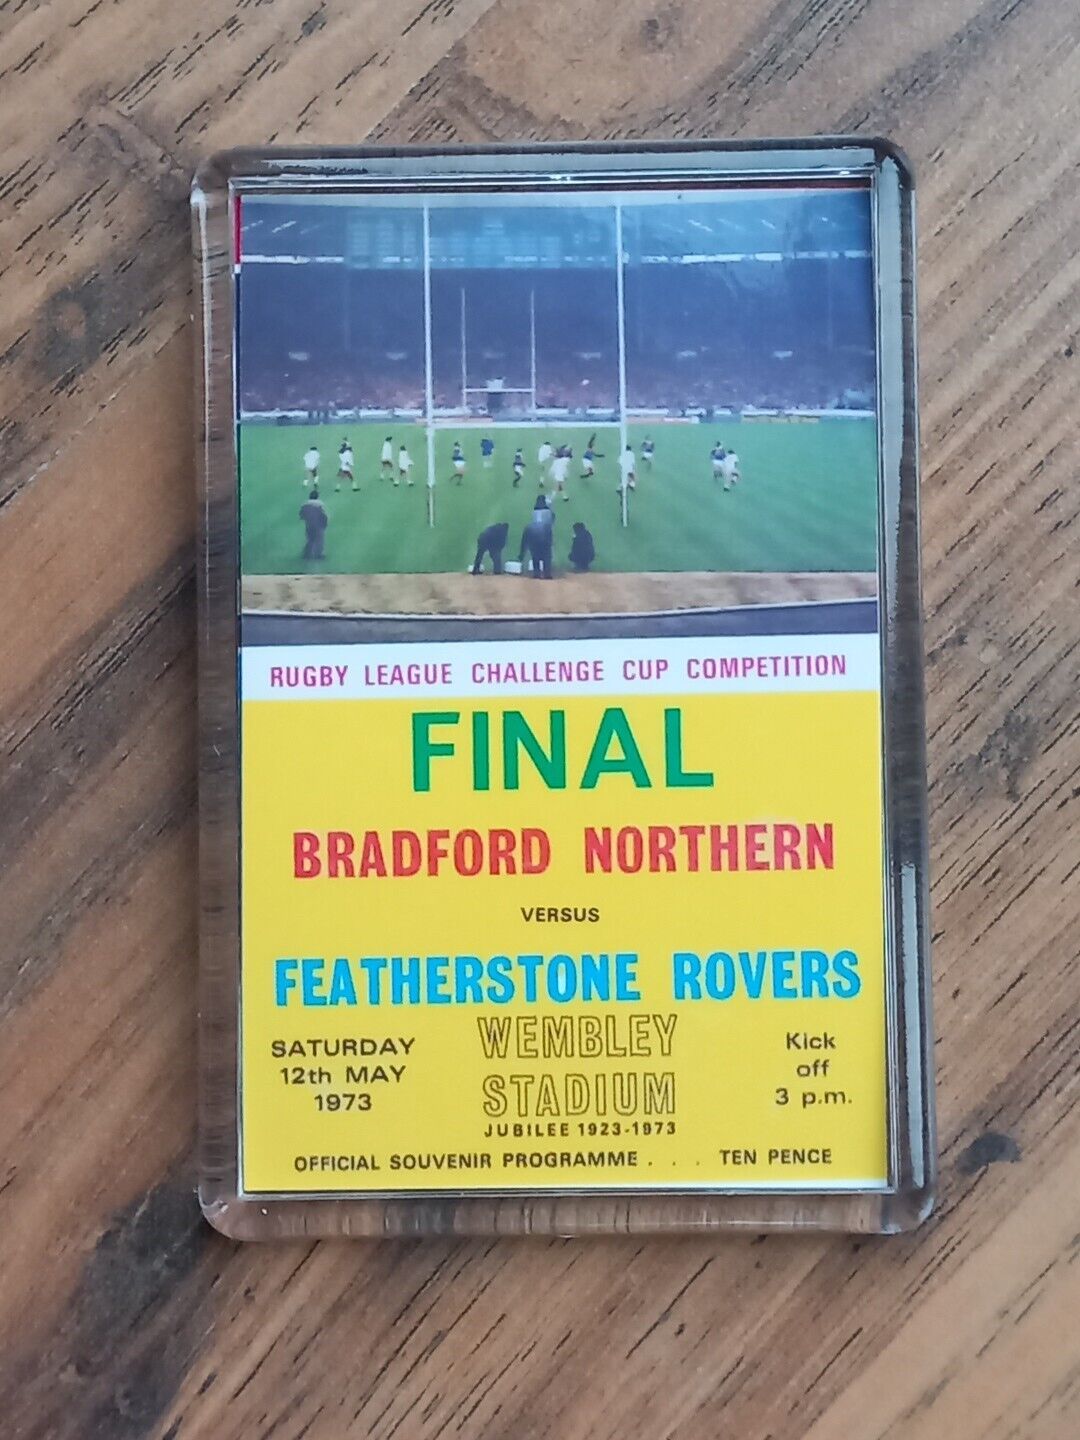 RUGBY LEAGUE CHALLENGE CUP COMPETITION
FINAL
BRADFORD NORTHERN
VERSUS
FEATHERSTONE ROVERS
SATURDAY
12th MAY
1973
WEMBLEY
STADIUM
JUBILEE 1923-1973
Kick
off
3 p.m.
OFFICIAL SOUVENIR PROGRAMME . . . TEN PENCE